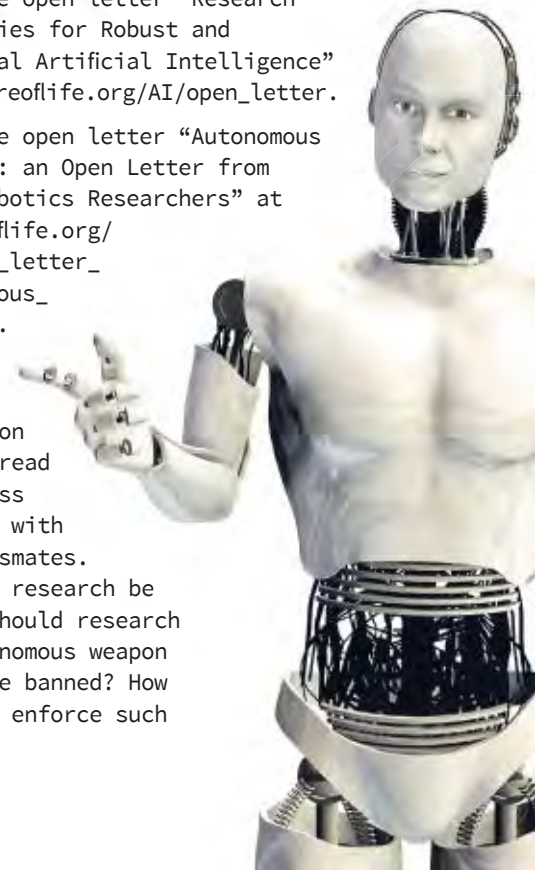 e open letter “Research
ies for Robust and
al Artificial Intelligence”
reoflife.org/AI/open_letter.
e open letter “Autonomous
: an Open Letter from
botics Researchers” at
flife.org/
_letter_
ous_
.
on
read
ss
with
smates.
research be
hould research
nomous weapon
e banned? How
enforce such